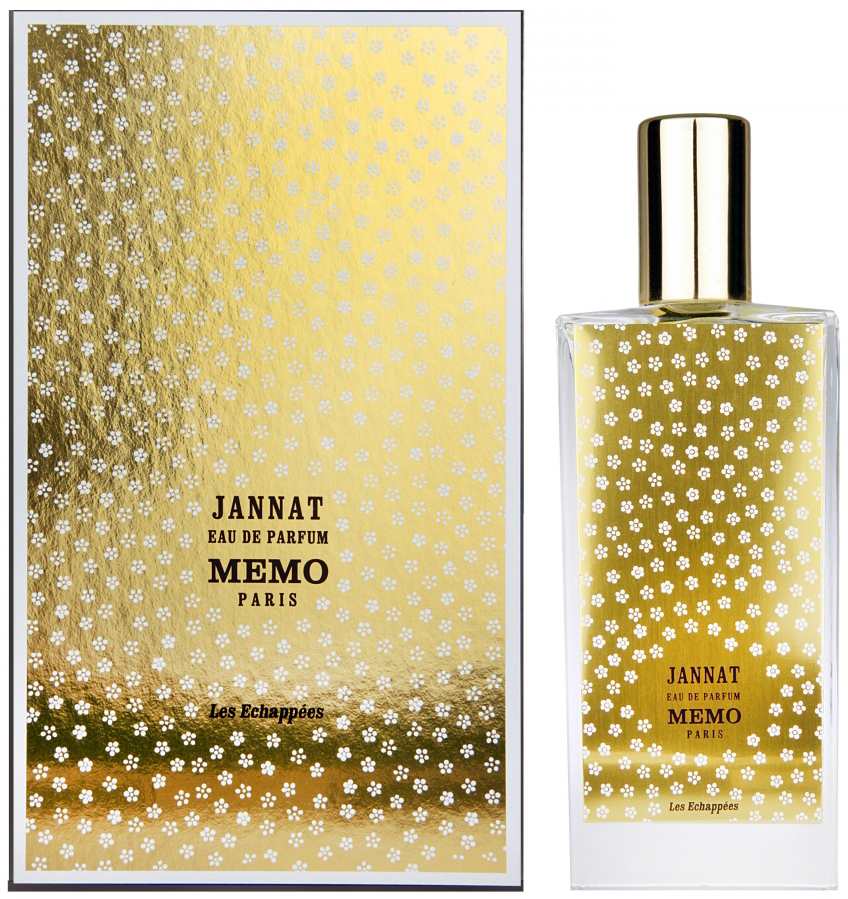 JANNAT
EAU DE PARFUM
MEMO
PARIS
Les Echappées
JANNAT
EAU DE PARFUM
MEMO
PARIS
Les Echappées